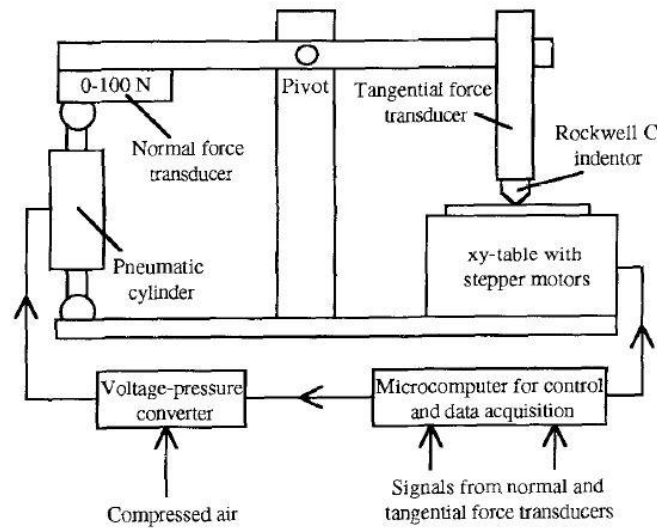 0-100 N
Pivot
Tangential force
transducer
Normal force
transducer
Rockwell C
indentor
Pneumatic
cylinder
xy-table with
stepper motors
Voltage-pressure
converter
Microcomputer for control
and data acquisition
Compressed air
Signals from normal and
tangential force transducers